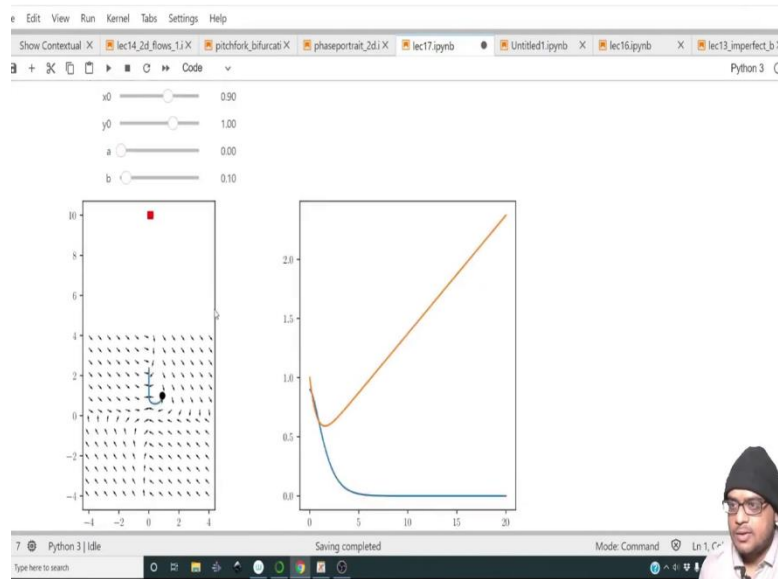 Edit View Run Kernel Tabs Settings Help
Show Contextual × lec14_2d_flows_1.i × pitchfork_bifurcati × phaseportrait_2d.i × lec17.ipynb Untitled1.ipynb × lec16.ipynb × lec13_imperfect_b
Code Python 3
x0 0.90
y0 1.00
a 0.00
b 0.10
10
8
6
4
2
0
−2
−4
−4 −2 0 2 4
2.0
1.5
1.0
0.5
0.0
0 5 10 15 20
7 Python 3 | Idle Saving completed Mode: Command Ln 1,
Type here to search